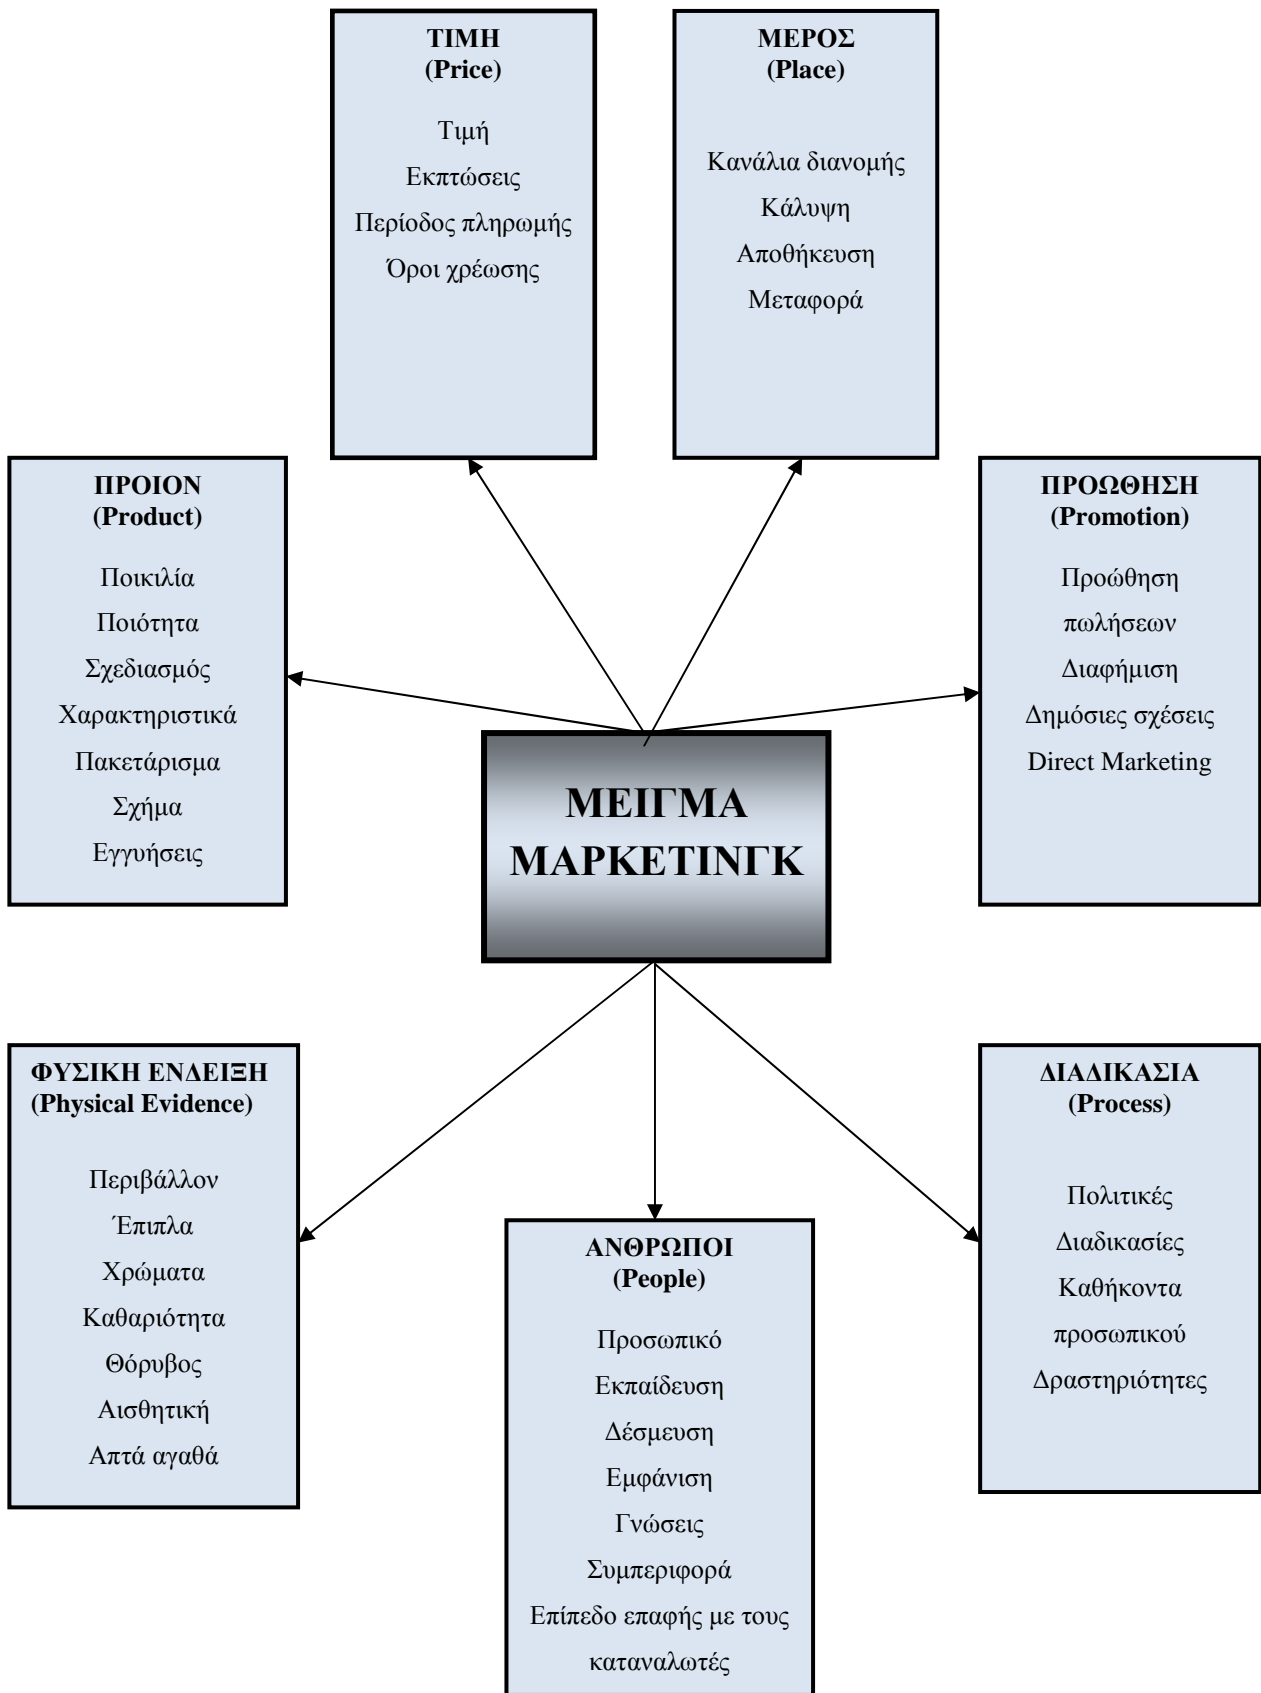 ΤΙΜΗ
(Price)
Τιμή
Εκπτώσεις
Περίοδος πληρωμής
Όροι χρέωσης
ΜΕΡΟΣ
(Place)
Κανάλια διανομής
Κάλυψη
Αποθήκευση
Μεταφορά
ΠΡΟΙΟΝ
(Product)
Ποικιλία
Ποιότητα
Σχεδιασμός
Χαρακτηριστικά
Πακετάρισμα
Σχήμα
Εγγυήσεις
ΠΡΟΩΘΗΣΗ
(Promotion)
Προώθηση
πωλήσεων
Διαφήμιση
Δημόσιες σχέσεις
Direct Marketing
ΜΕΙΓΜΑ
ΜΑΡΚΕΤΙΝΓΚ
ΦΥΣΙΚΗ ΕΝΔΕΙΞΗ
(Physical Evidence)
Περιβάλλον
Έπιπλα
Χρώματα
Καθαριότητα
Θόρυβος
Αισθητική
Απτά αγαθά
ΑΝΘΡΩΠΟΙ
(People)
Προσωπικό
Εκπαίδευση
Δέσμευση
Εμφάνιση
Γνώσεις
Συμπεριφορά
Επίπεδο επαφής με τους
καταναλωτές
ΔΙΑΔΙΚΑΣΙΑ
(Process)
Πολιτικές
Διαδικασίες
Καθήκοντα
προσωπικού
Δραστηριότητες